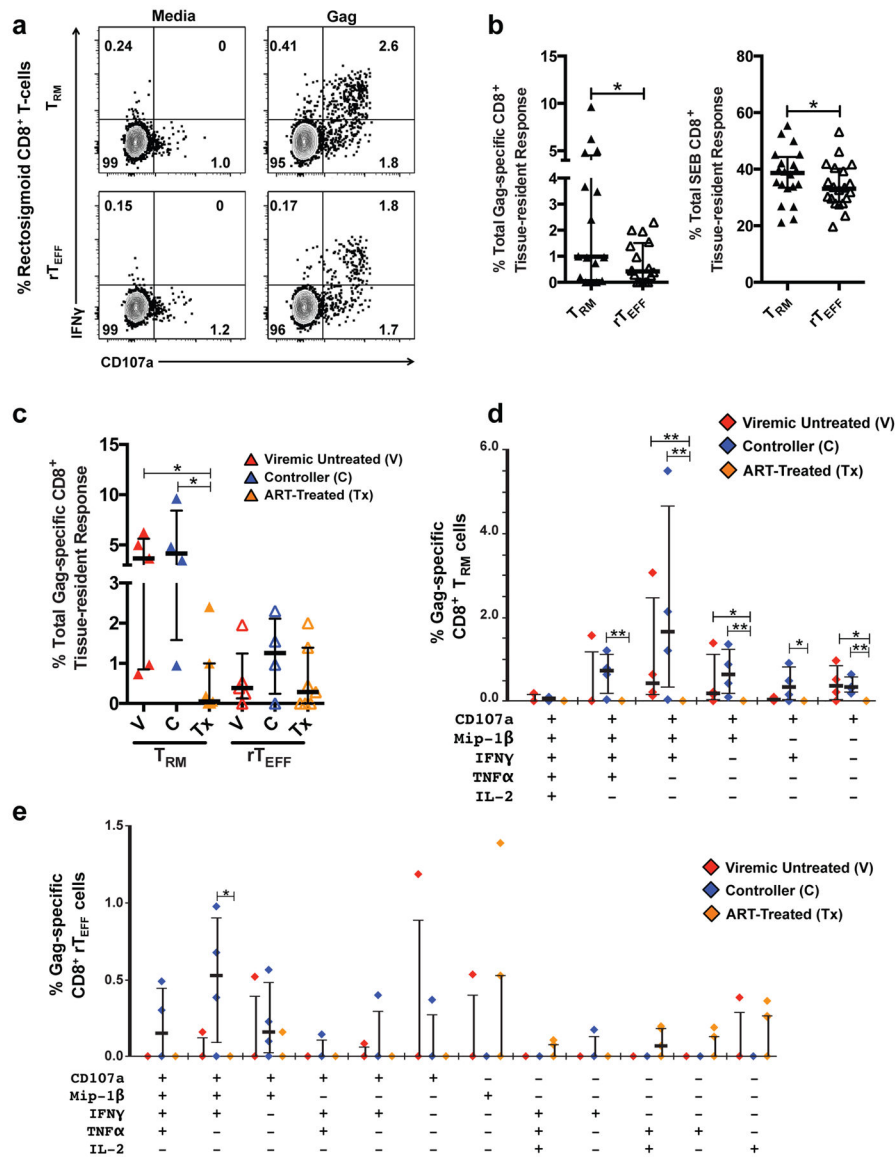 a
Media
Gag
% Rectosigmoid CD8+ T-cells
TRM
0.24
0
99
1.0
0.41
2.6
95
1.8
rTEFF
0.15
0
99
1.2
0.17
1.8
96
1.7
IFNγ
CD107a
b
% Total Gag-specific CD8+
Tissue-resident Response
15
10
5
4
3
2
1
0
*
TRM
rTEFF
% Total SEB CD8+
Tissue-resident Response
80
60
40
20
0
*
TRM
rTEFF
c
% Total Gag-specific CD8+
Tissue-resident Response
15
10
5
3
2
1
0
*
*
Viremic Untreated (V)
Controller (C)
ART-Treated (Tx)
V
C
Tx
V
C
Tx
TRM
rTEFF
d
% Gag-specific
CD8+ TRM cells
Viremic Untreated (V)
Controller (C)
ART-Treated (Tx)
6.0
4.0
2.0
0.0
**
**
**
*
**
*
*
**
CD107a + + + + + +
Mip-1β + + + + – –
IFNγ + + + – + –
TNFα + + – – – –
IL-2 + – – – – –
e
% Gag-specific
CD8+ rTEFF cells
Viremic Untreated (V)
Controller (C)
ART-Treated (Tx)
1.5
1.0
0.5
0.0
*
CD107a + + + + + + – – – – – –
Mip-1β + + + – – – + – – – – –
IFNγ + + – + + – – + + – – –
TNFα + – – + – – – + – + + –
IL-2 – – – – – – – + – + – +